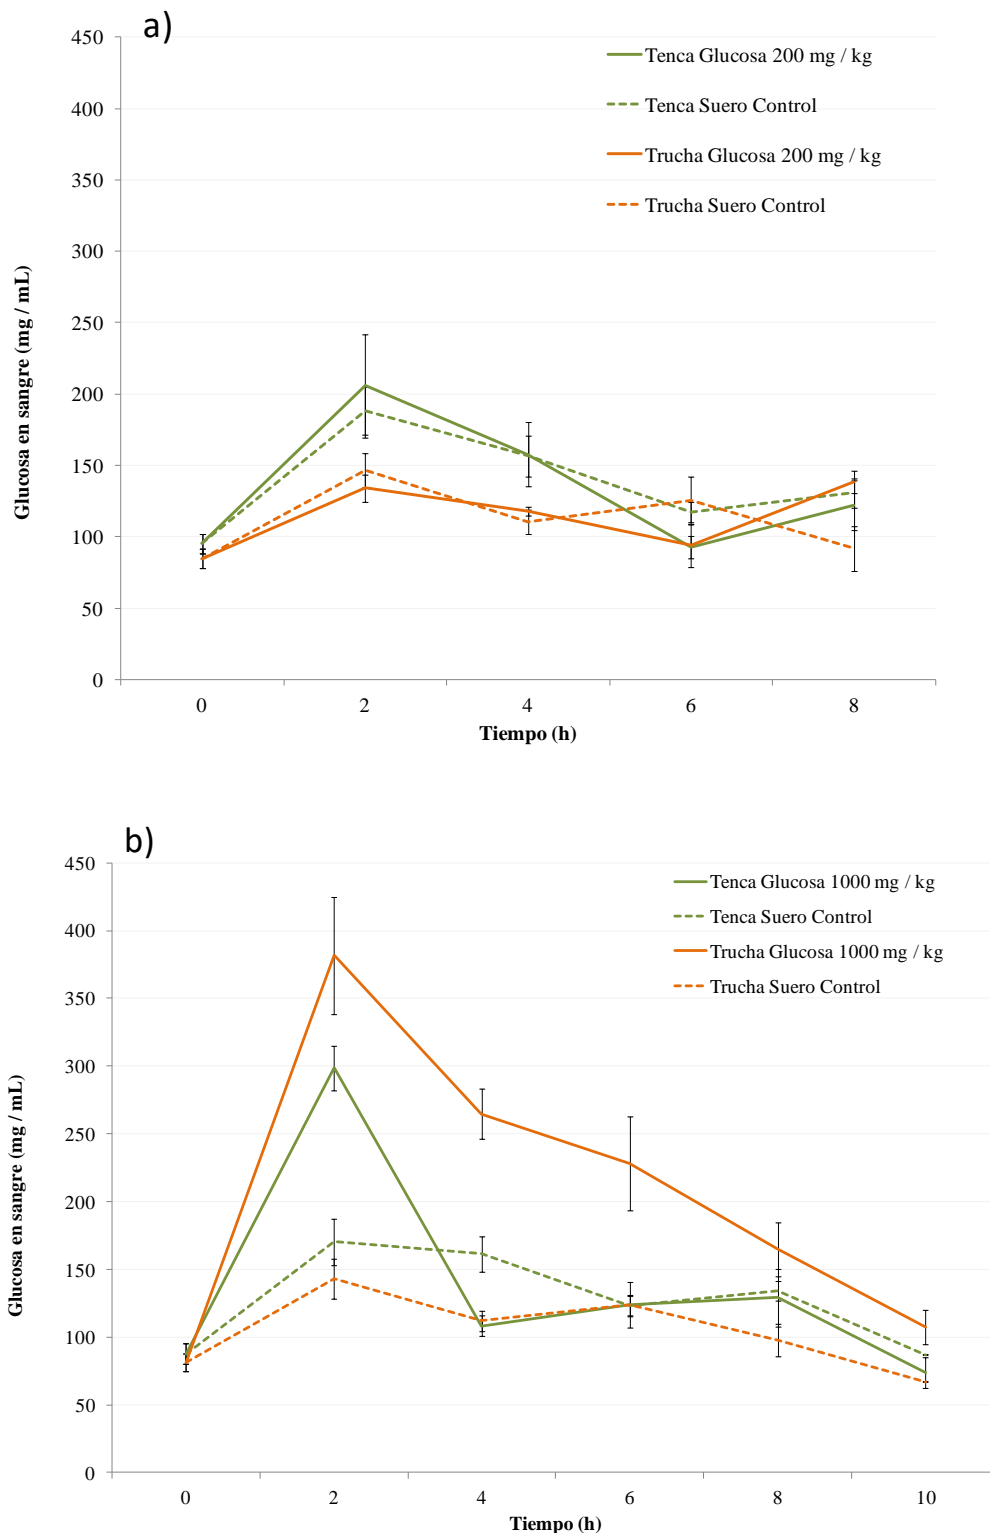 a)
450
400
350
300
250
200
150
100
50
0
Glucosa en sangre (mg / mL)
Tenca Glucosa 200 mg / kg
Tenca Suero Control
Trucha Glucosa 200 mg / kg
Trucha Suero Control
0 2 4 6 8
Tiempo (h)
b)
450
400
350
300
250
200
150
100
50
0
Glucosa en sangre (mg / mL)
Tenca Glucosa 1000 mg / kg
Tenca Suero Control
Trucha Glucosa 1000 mg / kg
Trucha Suero Control
0 2 4 6 8 10
Tiempo (h)